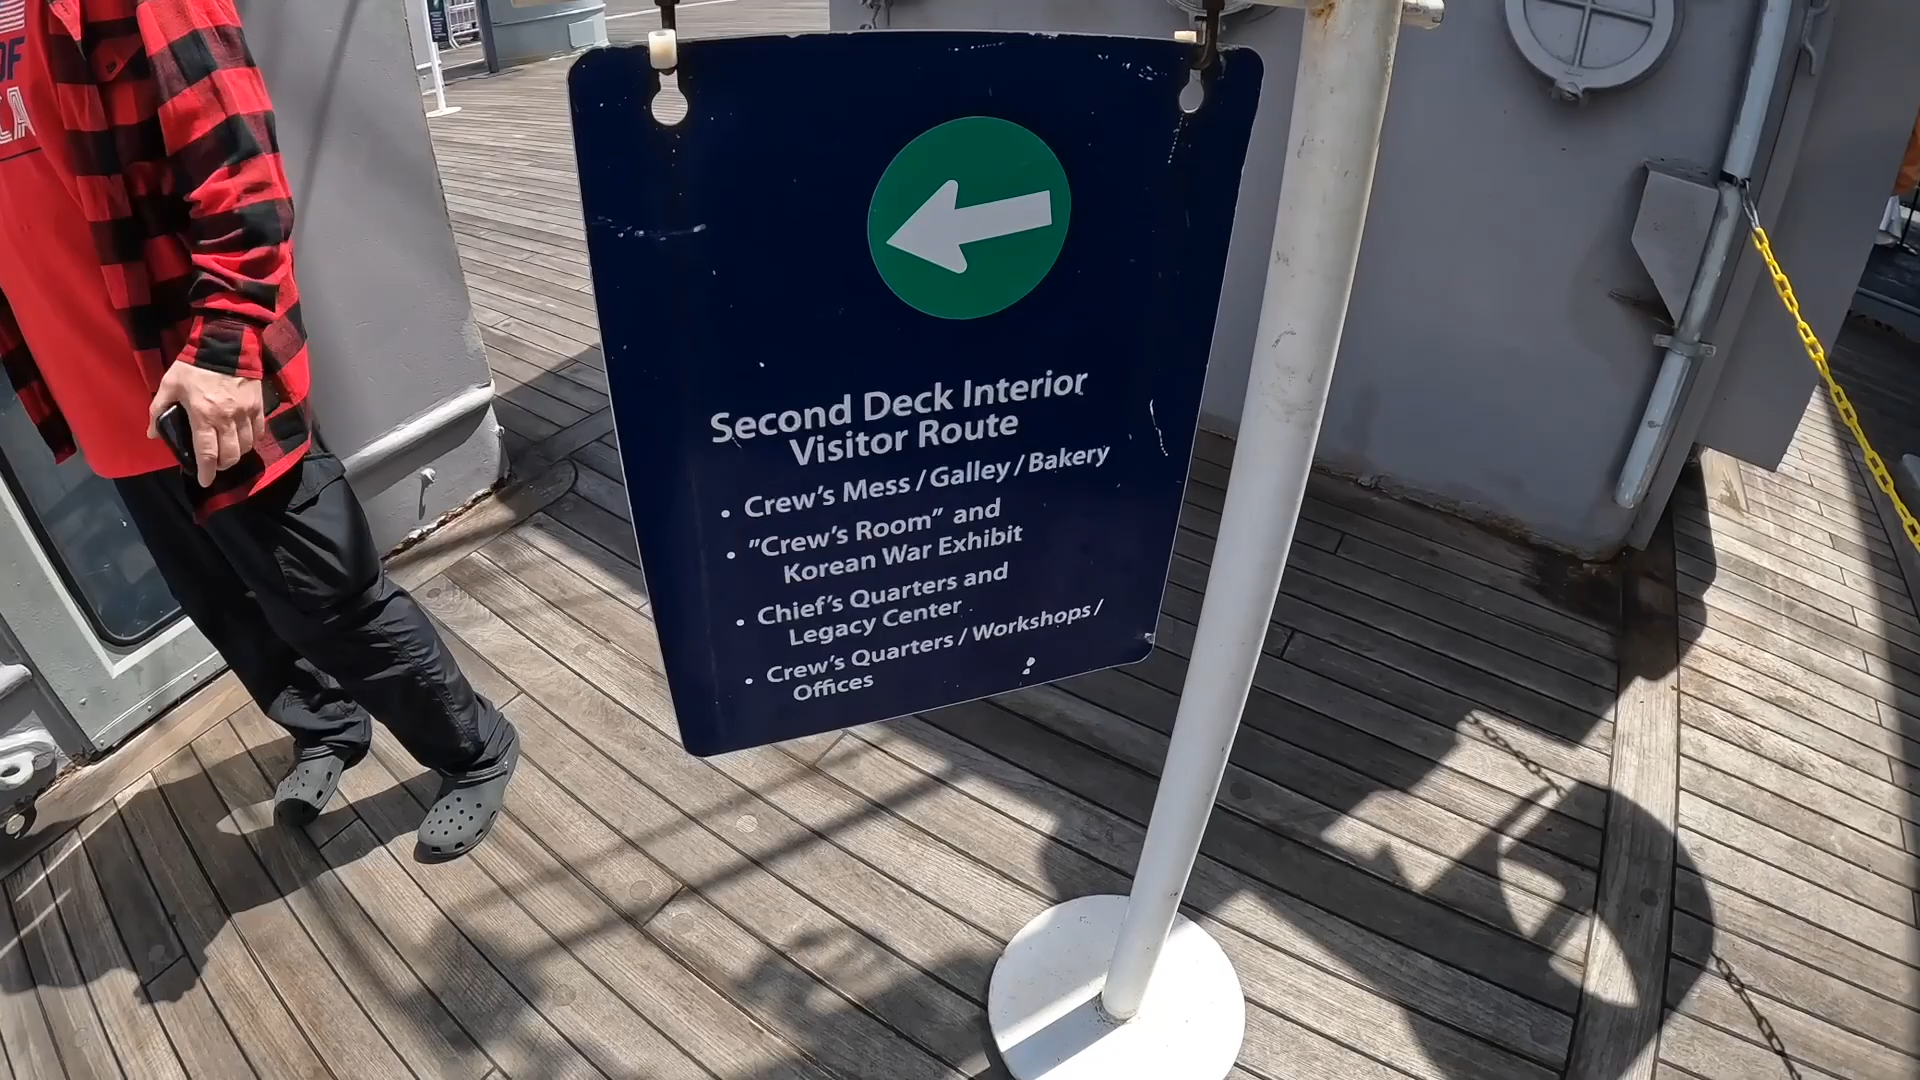 OF
Second Deck Interior
Visitor Route
• Crew's Mess / Galley / Bakery
• "Crew's Room" and
Korean War Exhibit
• Chief's Quarters and
Legacy Center
• Crew's Quarters / Workshops /
Offices